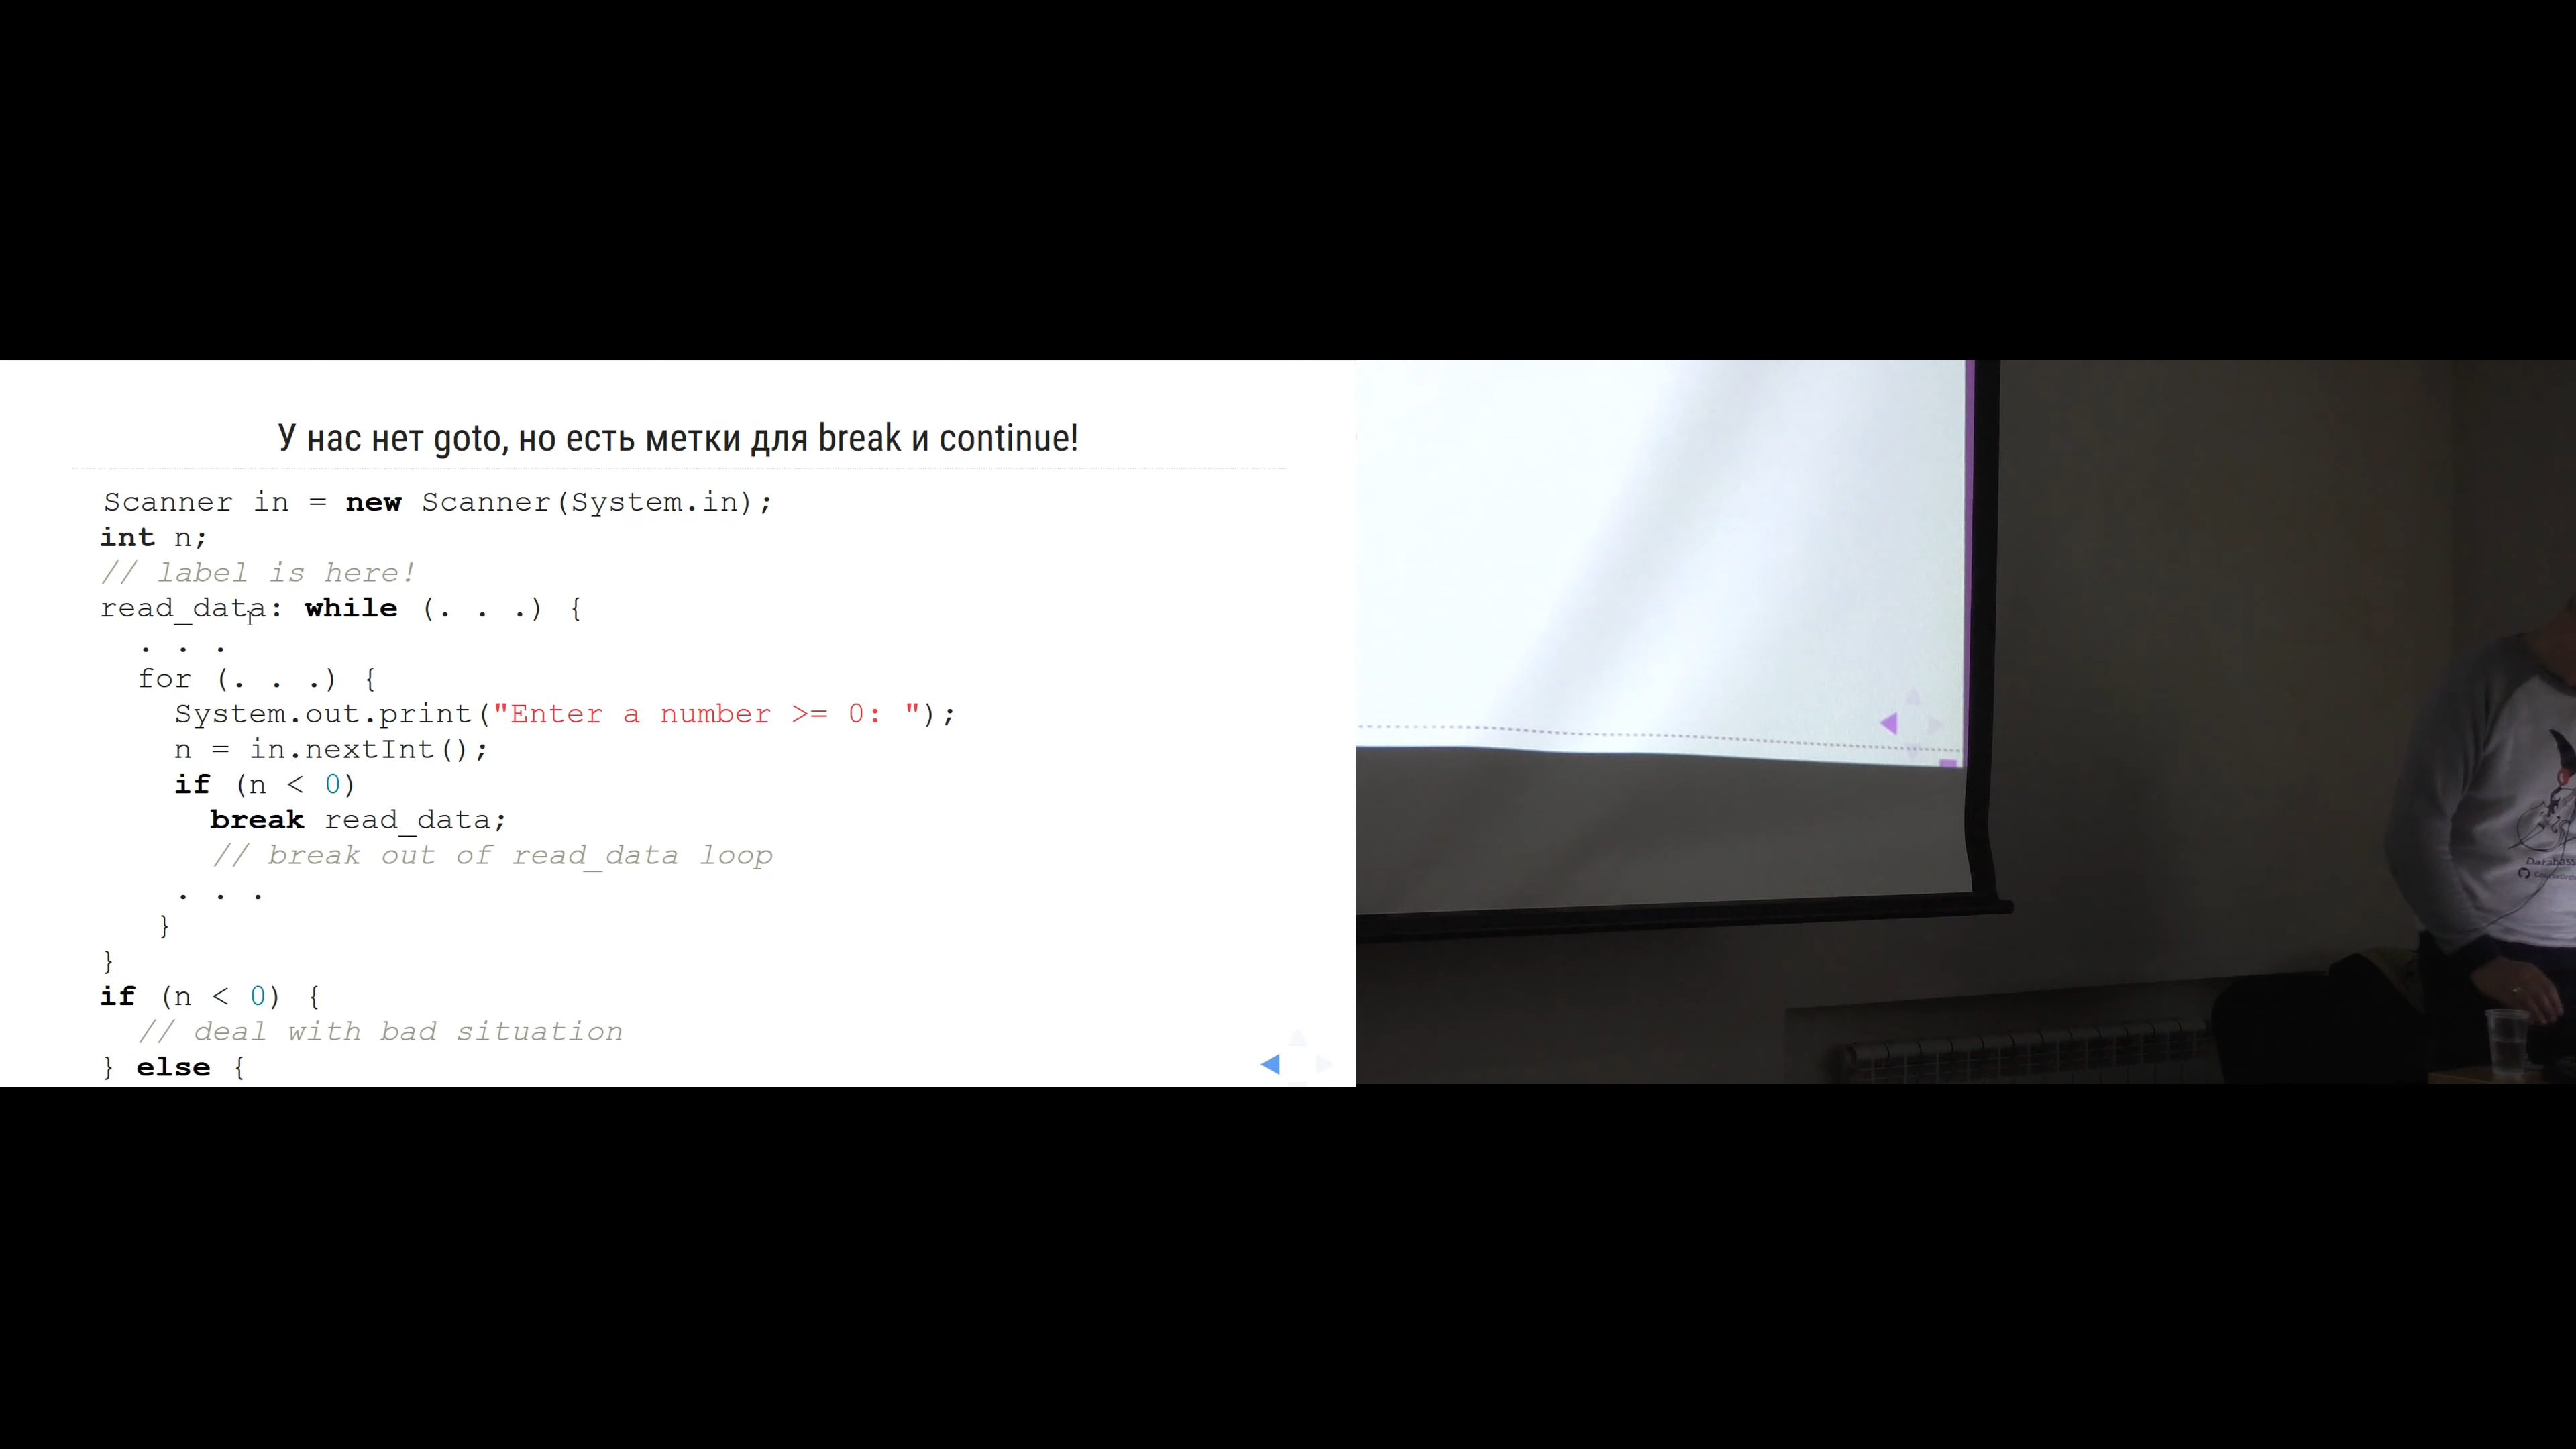 У нас нет goto, но есть метки для break и continue!
Scanner in = new Scanner(System.in);
int n;
// label is here!
read_data: while (. . .) {
. . .
for (. . .) {
System.out.print("Enter a number >= 0: ");
n = in.nextInt();
if (n < 0)
break read_data;
// break out of read_data loop
. . .
}
}
if (n < 0) {
// deal with bad situation
} else {